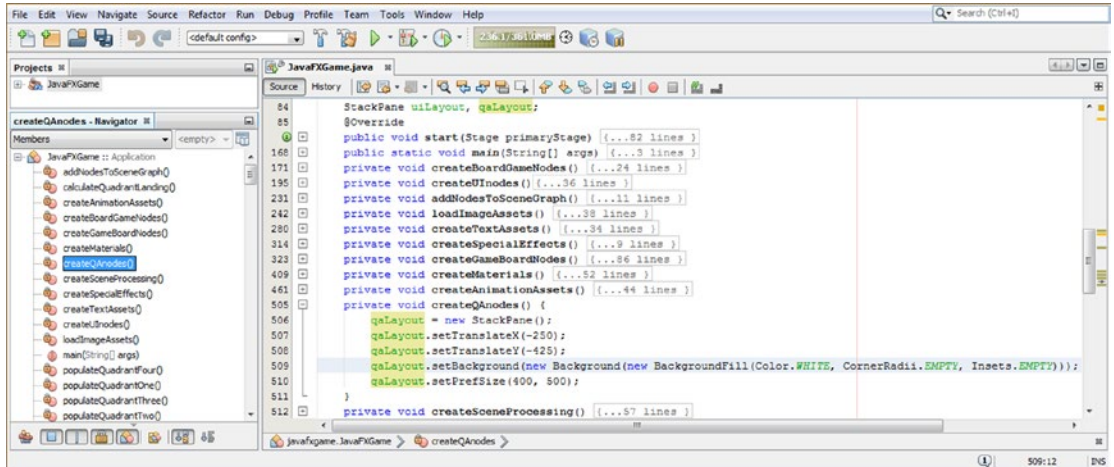 File Edit View Navigate Source Refactor Run Debug Profile Team Tools Window Help
Search (Ctrl+I)
<default config>
Projects
JavaFXGame
createQAnodes - Navigator
Members
<empty>
JavaFXGame :: Application
addNodesToSceneGraph()
calculateQuadrantLanding()
createAnimationAssets()
createBoardGameNodes()
createGameBoardNodes()
createMaterials()
createQAnodes()
createSceneProcessing()
createSpecialEffects()
createTextAssets()
createUInodes()
loadImageAssets()
main(String[] args)
populateQuadrantFour()
populateQuadrantOne()
populateQuadrantThree()
populateQuadrantTwo()
JavaFXGame.java
Source History
84 StackPane uiLayout, qaLayout;
85 @Override
public void start(Stage primaryStage) {...82 lines }
168 public static void main(String[] args) {...3 lines }
171 private void createBoardGameNodes() {...24 lines }
195 private void createUInodes() {...36 lines }
231 private void addNodesToSceneGraph() {...11 lines }
242 private void loadImageAssets() {...38 lines }
280 private void createTextAssets() {...34 lines }
314 private void createSpecialEffects() {...9 lines }
323 private void createGameBoardNodes() {...86 lines }
409 private void createMaterials() {...52 lines }
461 private void createAnimationAssets() {...44 lines }
505 private void createQAnodes() {
506 qaLayout = new StackPane();
507 qaLayout.setTranslateX(-250);
508 qaLayout.setTranslateY(-425);
509 qaLayout.setBackground(new Background(new BackgroundFill(Color.WHITE, CornerRadii.EMPTY, Insets.EMPTY)));
510 qaLayout.setPrefSize(400, 500);
511 }
512 private void createSceneProcessing() {...57 lines }
javafxgame.JavaFXGame
createQAnodes
509:12
INS